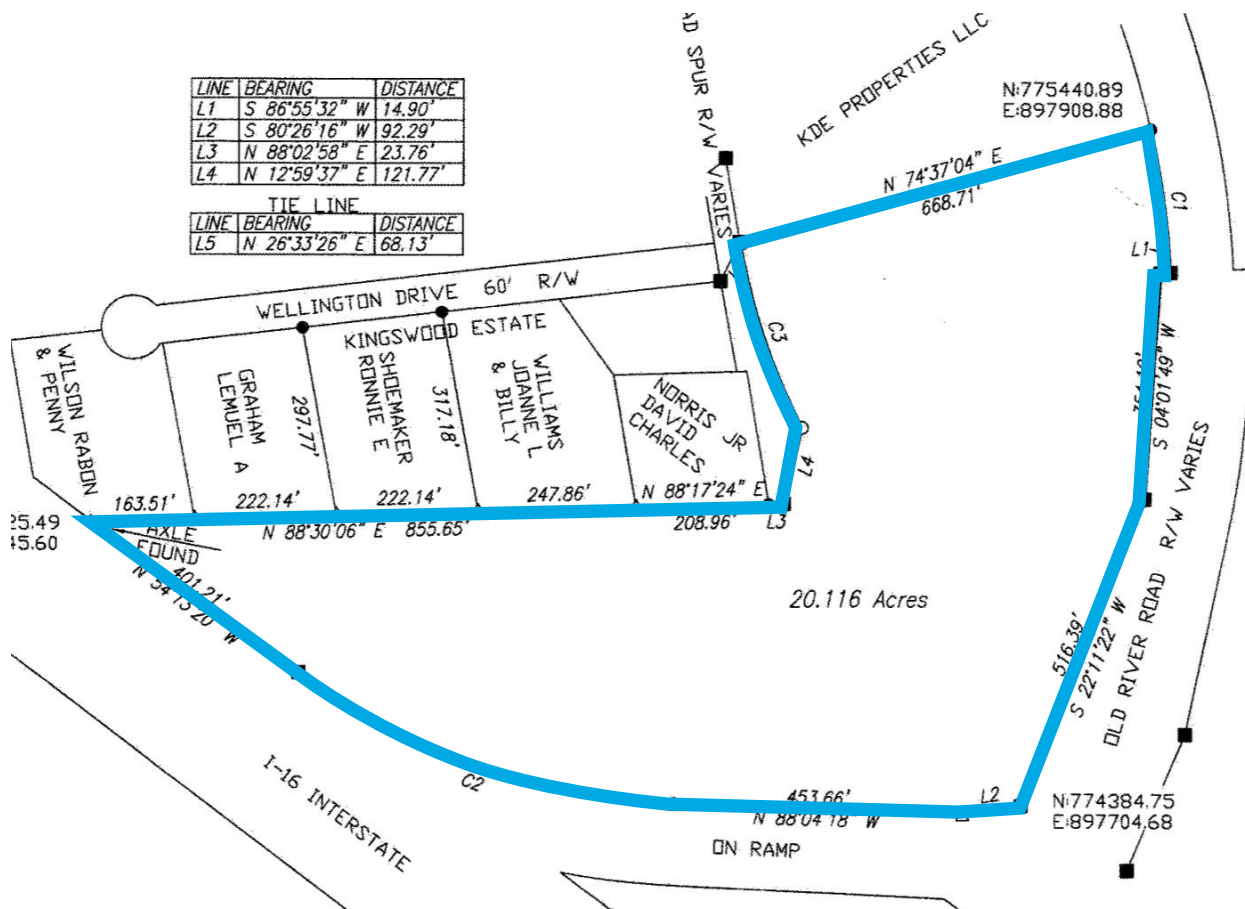 LINE BEARING DISTANCE
L1 S 86°55'32" W 14.90'
L2 S 80°26'16" W 92.29'
L3 N 88°02'58" E 23.76'
L4 N 12°59'37" E 121.77'
TIE LINE
LINE BEARING DISTANCE
L5 N 26°33'26" E 68.13'
SPUR R/W VARIES
KDE PROPERTIES LLC
N:775440.89
E:897908.88
N 74°37'04" E
668.71'
C1
L1
WELLINGTON DRIVE 60' R/W
KINGSWOOD ESTATE
C3
WILSON RABON
& PENNY
GRAHAM
LEMUEL A
297.77'
SHOEMAKER
RONNIE E
317.18'
WILLIAMS
JOANNE L
& BILLY
NORRIS JR
DAVID
CHARLES
L4
S 04°01'49" W
163.51'
222.14'
222.14'
247.86'
N 88°17'24" E
25.49
45.60
AXLE
FOUND
N 88°30'06" E 855.65'
208.96'
L3
401.21'
N 54°13'20" W
20.116 Acres
516.39'
S 22°11'22" W
OLD RIVER ROAD R/W VARIES
I-16 INTERSTATE
C2
453.66'
N 88°04'18" W
L2
N:774384.75
E:897704.68
ON RAMP